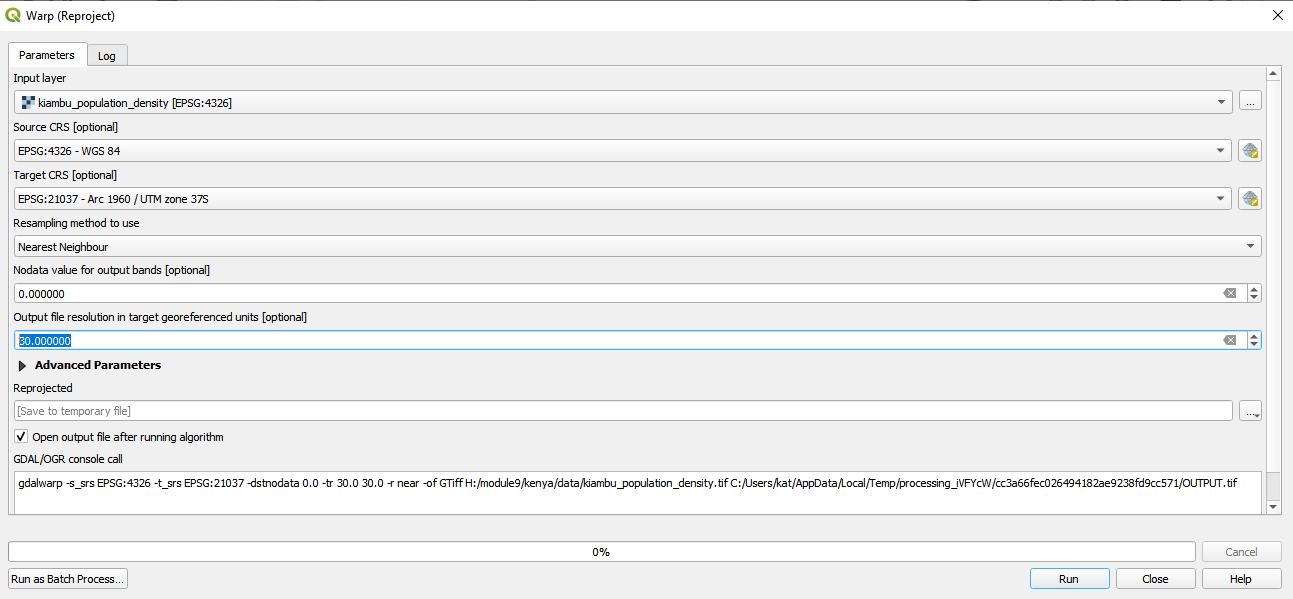 Warp (Reproject)
Parameters
Log
Input layer
kiambu_population_density [EPSG:4326]
...
Source CRS [optional]
EPSG:4326 - WGS 84
Target CRS [optional]
EPSG:21037 - Arc 1960 / UTM zone 37S
Resampling method to use
Nearest Neighbour
Nodata value for output bands [optional]
0.000000
Output file resolution in target georeferenced units [optional]
30.000000
Advanced Parameters
Reprojected
[Save to temporary file]
...
Open output file after running algorithm
GDAL/OGR console call
gdalwarp -s_srs EPSG:4326 -t_srs EPSG:21037 -dstnodata 0.0 -tr 30.0 30.0 -r near -of GTiff H:/module9/kenya/data/kiambu_population_density.tif C:/Users/kat/AppData/Local/Temp/processing_iVFYcW/cc3a66fec026494182ae9238fd9cc571/OUTPUT.tif
0%
Cancel
Run as Batch Process...
Run
Close
Help